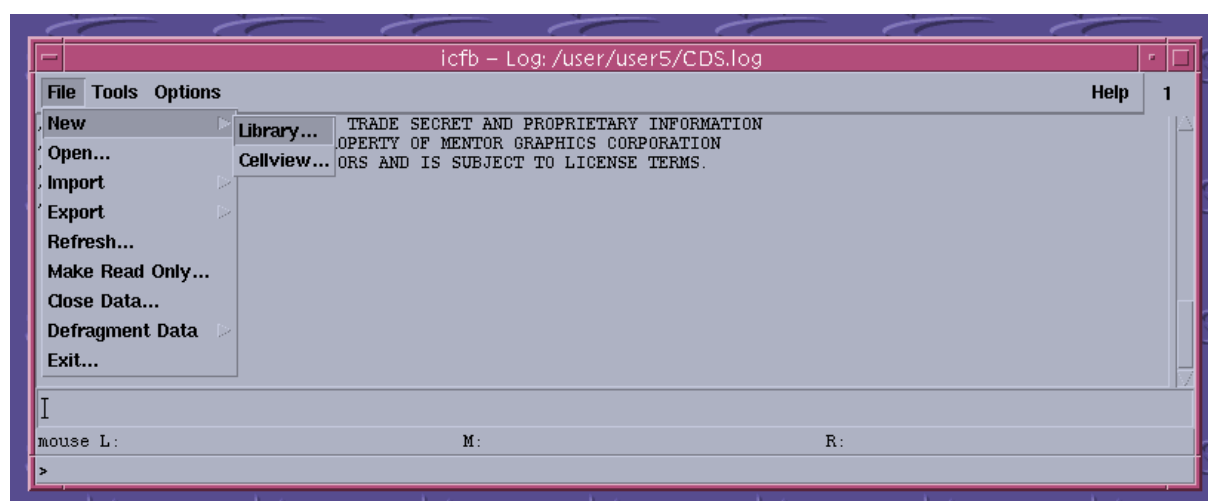 icfb – Log: /user/user5/CDS.log
File Tools Options Help 1
New
Library...
TRADE SECRET AND PROPRIETARY INFORMATION
Open...
Cellview...
OPERTY OF MENTOR GRAPHICS CORPORATION
ORS AND IS SUBJECT TO LICENSE TERMS.
Import
Export
Refresh...
Make Read Only...
Close Data...
Defragment Data
Exit...
mouse L: M: R:
>